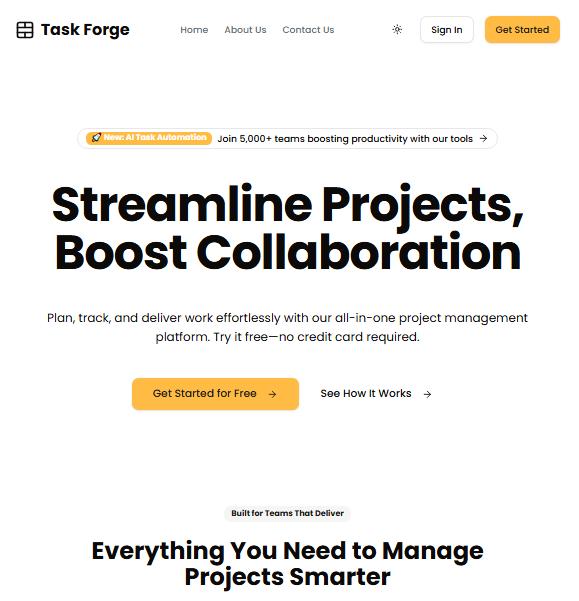 Task Forge
Home About Us Contact Us
Sign In
Get Started
🚀 New: AI Task Automation Join 5,000+ teams boosting productivity with our tools →
Streamline Projects,
Boost Collaboration
Plan, track, and deliver work effortlessly with our all-in-one project management
platform. Try it free—no credit card required.
Get Started for Free →
See How It Works →
Built for Teams That Deliver
Everything You Need to Manage
Projects Smarter